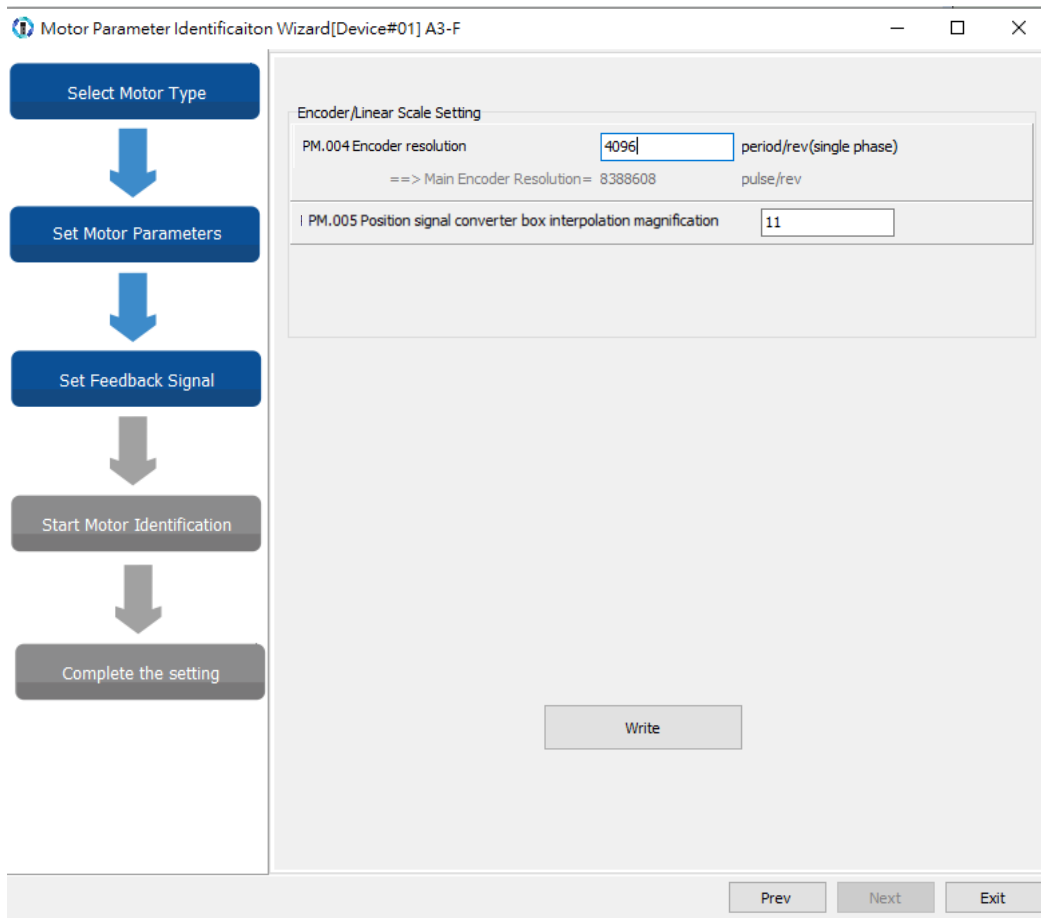 Motor Parameter Identificaiton Wizard[Device#01] A3-F
Select Motor Type
Set Motor Parameters
Set Feedback Signal
Start Motor Identification
Complete the setting
Encoder/Linear Scale Setting
PM.004 Encoder resolution 4096 period/rev(single phase)
==> Main Encoder Resolution= 8388608 pulse/rev
PM.005 Position signal converter box interpolation magnification 11
Write
Prev Next Exit